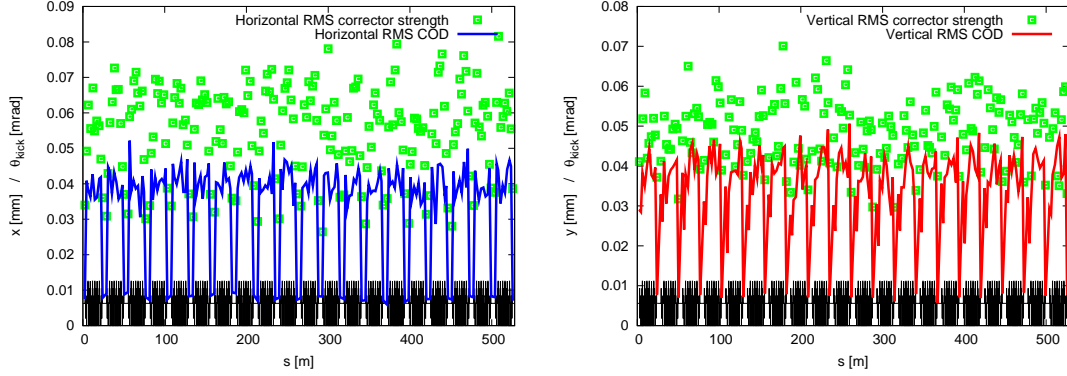 Horizontal RMS corrector strength
Horizontal RMS COD
0.09
0.08
0.07
0.06
0.05
0.04
0.03
0.02
0.01
0
x [mm] / θkick [mrad]
0 100 200 300 400 500
s [m]
Vertical RMS corrector strength
Vertical RMS COD
0.08
0.07
0.06
0.05
0.04
0.03
0.02
0.01
0
y [mm] / θkick [mrad]
0 100 200 300 400 500
s [m]